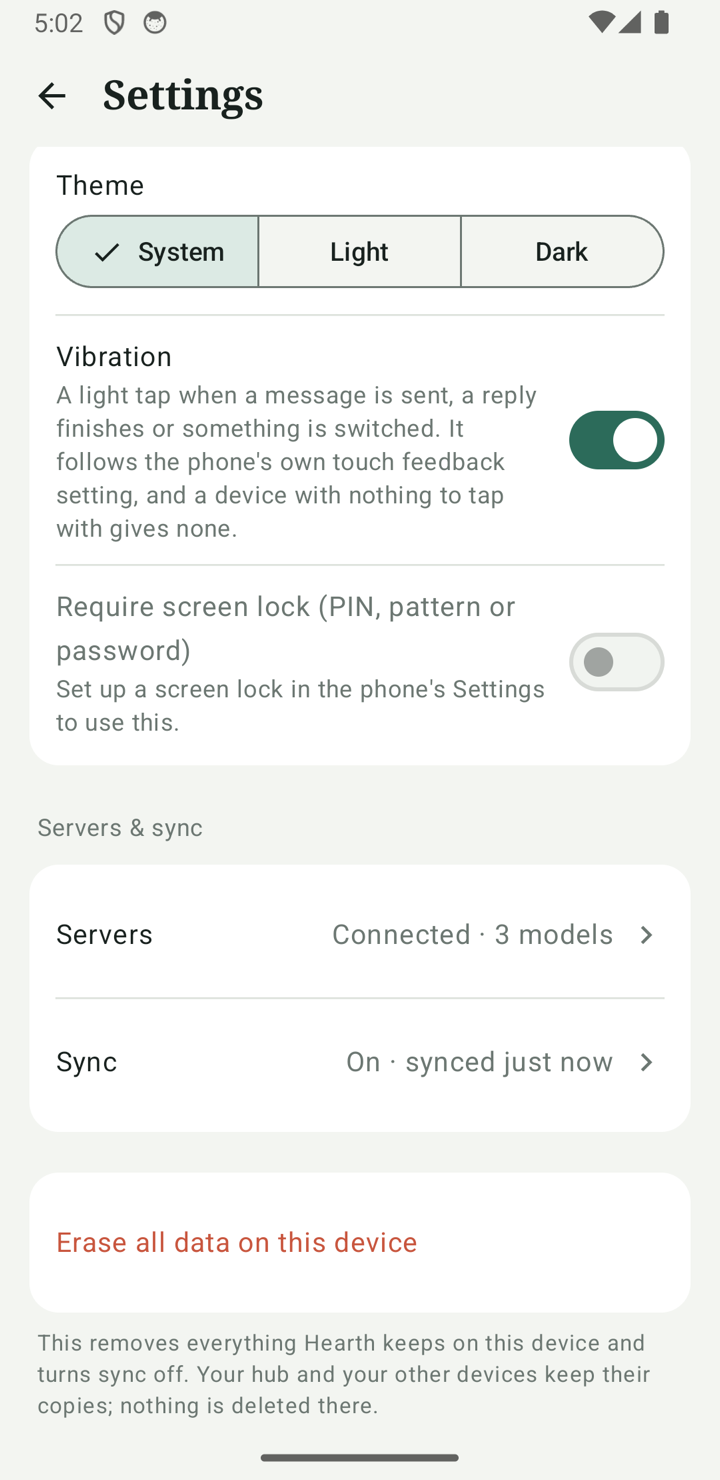 5:02
Settings
Theme
System
Light
Dark
Vibration
A light tap when a message is sent, a reply
finishes or something is switched. It
follows the phone's own touch feedback
setting, and a device with nothing to tap
with gives none.
Require screen lock (PIN, pattern or
password)
Set up a screen lock in the phone's Settings
to use this.
Servers & sync
Servers
Connected · 3 models
Sync
On · synced just now
Erase all data on this device
This removes everything Hearth keeps on this device and
turns sync off. Your hub and your other devices keep their
copies; nothing is deleted there.